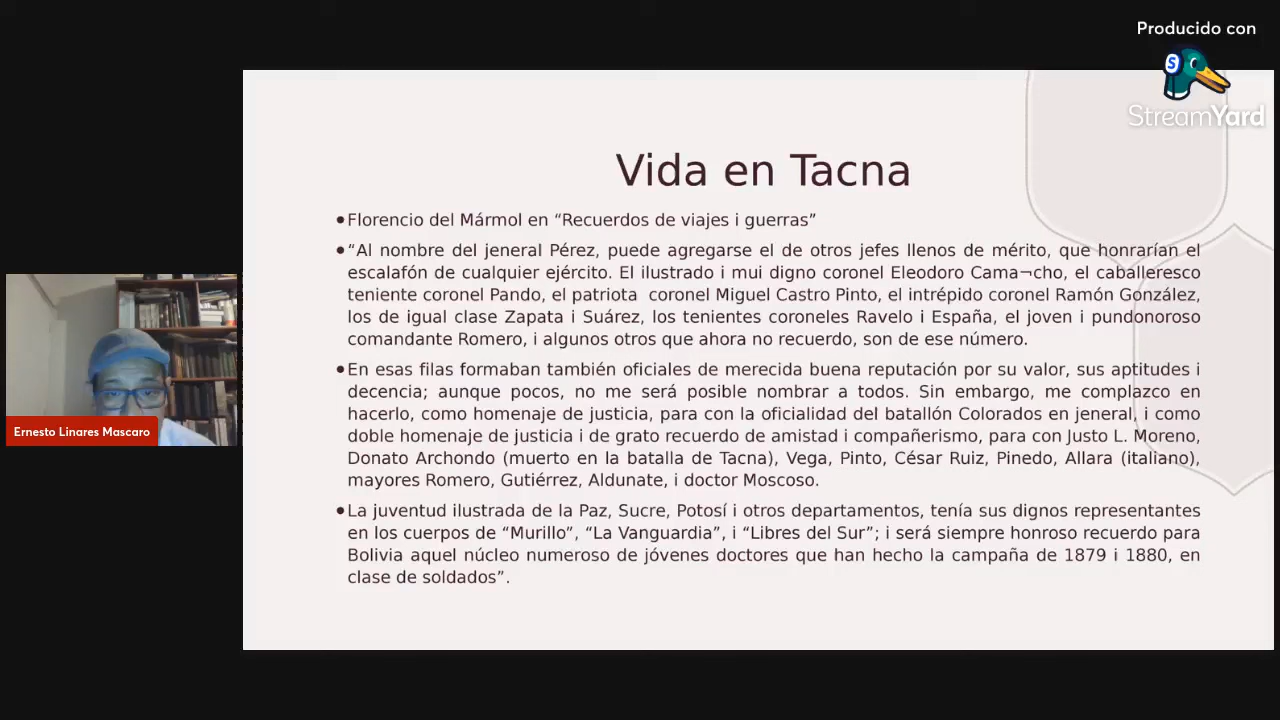 Producido con
S
StreamYard
Vida en Tacna
•Florencio del Mármol en “Recuerdos de viajes i guerras”
•“Al nombre del jeneral Pérez, puede agregarse el de otros jefes llenos de mérito, que honrarían el
escalafón de cualquier ejército. El ilustrado i mui digno coronel Eleodoro Cama¬cho, el caballeresco
teniente coronel Pando, el patriota  coronel Miguel Castro Pinto, el intrépido coronel Ramón González,
los de igual clase Zapata i Suárez, los tenientes coroneles Ravelo i España, el joven i pundonoroso
comandante Romero, i algunos otros que ahora no recuerdo, son de ese número.
•En esas filas formaban también oficiales de merecida buena reputación por su valor, sus aptitudes i
decencia; aunque pocos, no me será posible nombrar a todos. Sin embargo, me complazco en
hacerlo, como homenaje de justicia, para con la oficialidad del batallón Colorados en jeneral, i como
doble homenaje de justicia i de grato recuerdo de amistad i compañerismo, para con Justo L. Moreno,
Donato Archondo (muerto en la batalla de Tacna), Vega, Pinto, César Ruiz, Pinedo, Allara (italiano),
mayores Romero, Gutiérrez, Aldunate, i doctor Moscoso.
•La juventud ilustrada de la Paz, Sucre, Potosí i otros departamentos, tenía sus dignos representantes
en los cuerpos de “Murillo”, “La Vanguardia”, i “Libres del Sur”; i será siempre honroso recuerdo para
Bolivia aquel núcleo numeroso de jóvenes doctores que han hecho la campaña de 1879 i 1880, en
clase de soldados”.
Ernesto Linares Mascaro